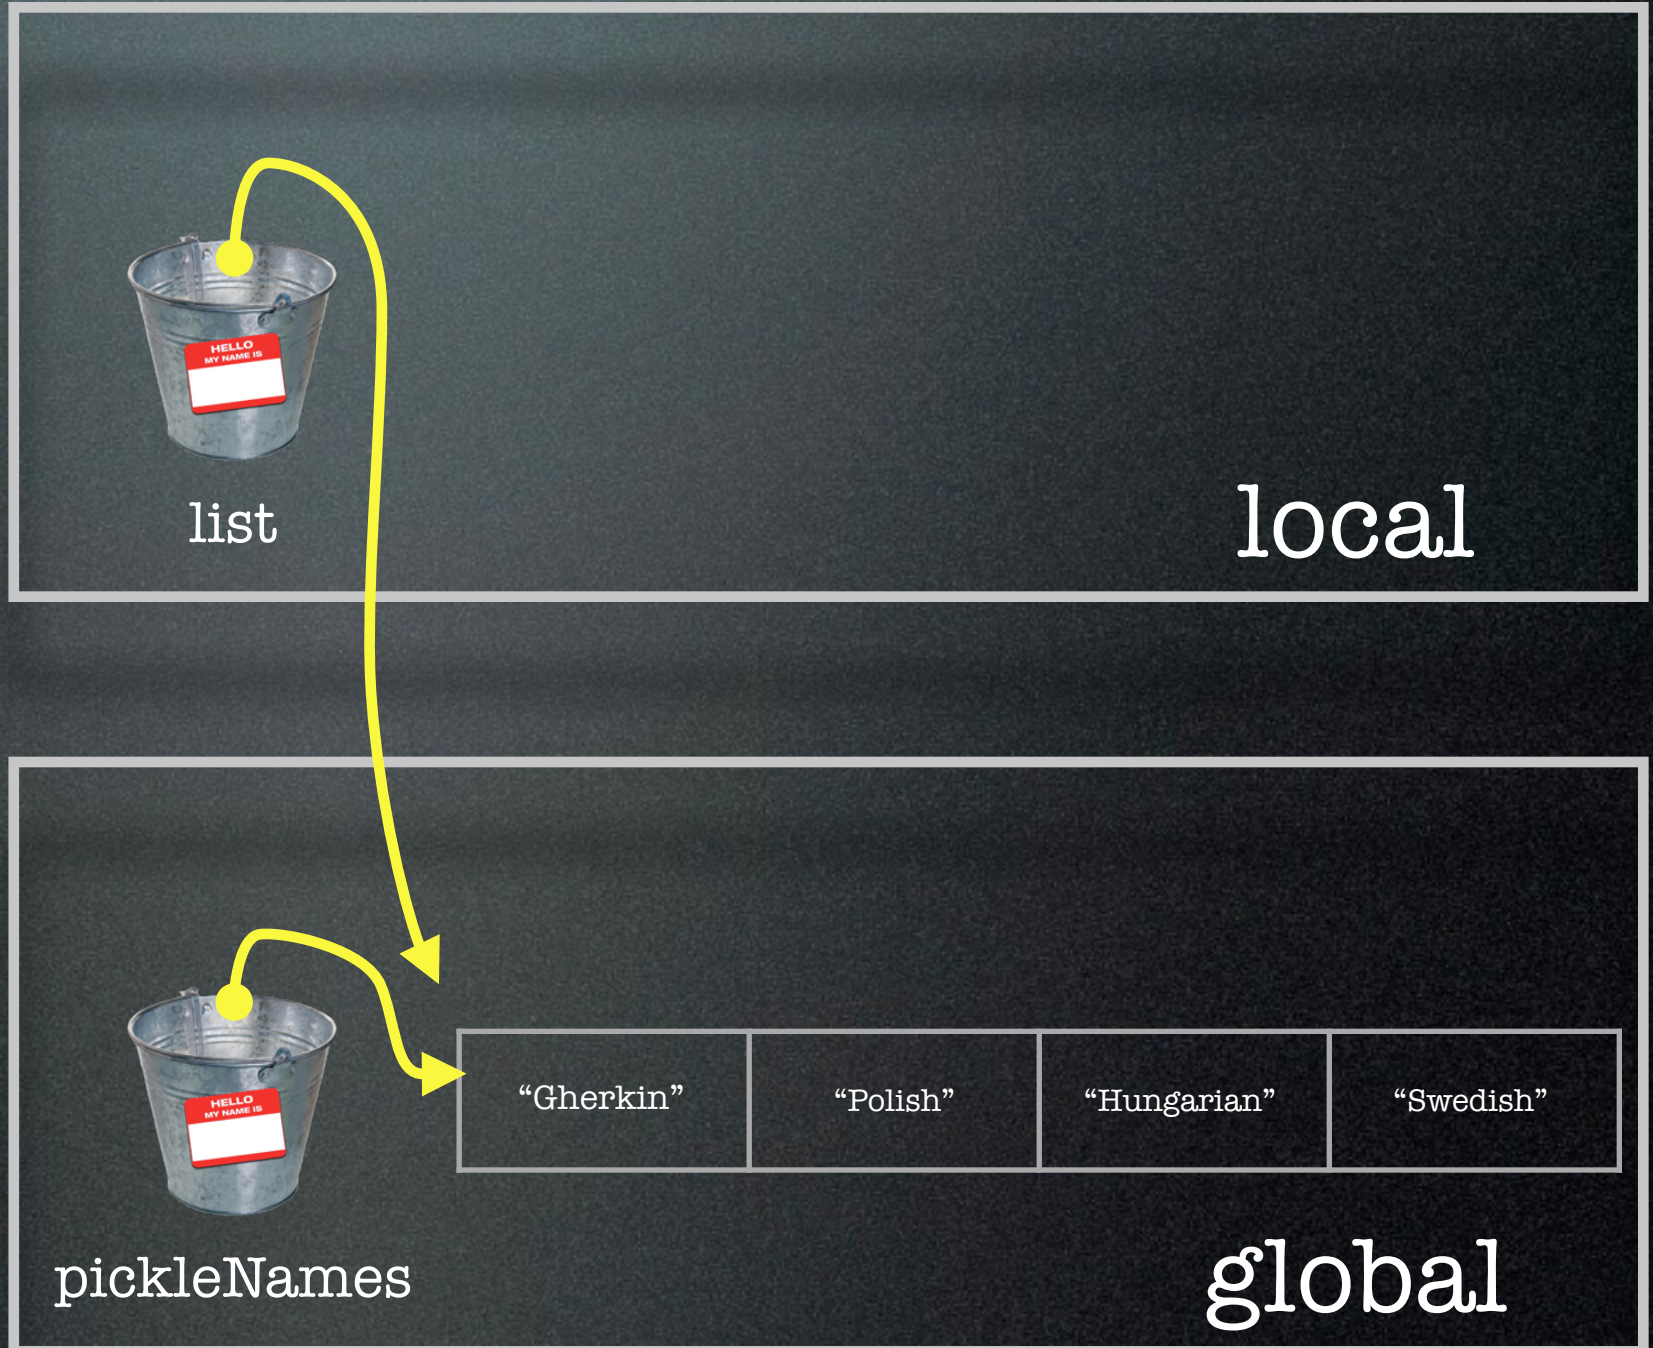 HELLO
MY NAME IS
list
local
HELLO
MY NAME IS
“Gherkin” “Polish” “Hungarian” “Swedish”
pickleNames
global